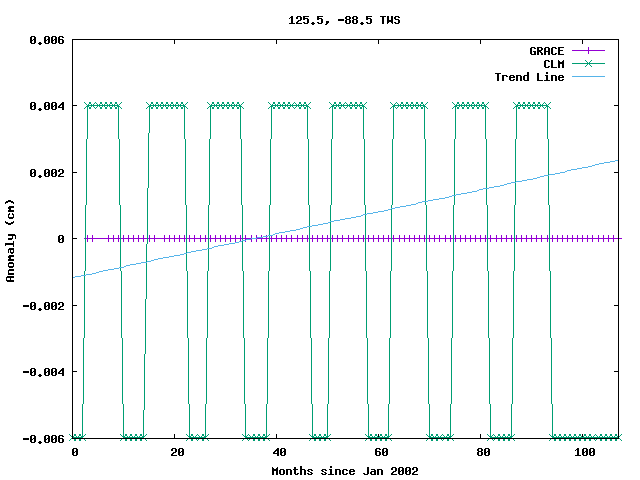 125.5, -88.5 TWS
GRACE
CLM
Trend Line
0.006
0.004
0.002
0
-0.002
-0.004
-0.006
Anomaly (cm)
0 20 40 60 80 100
Months since Jan 2002